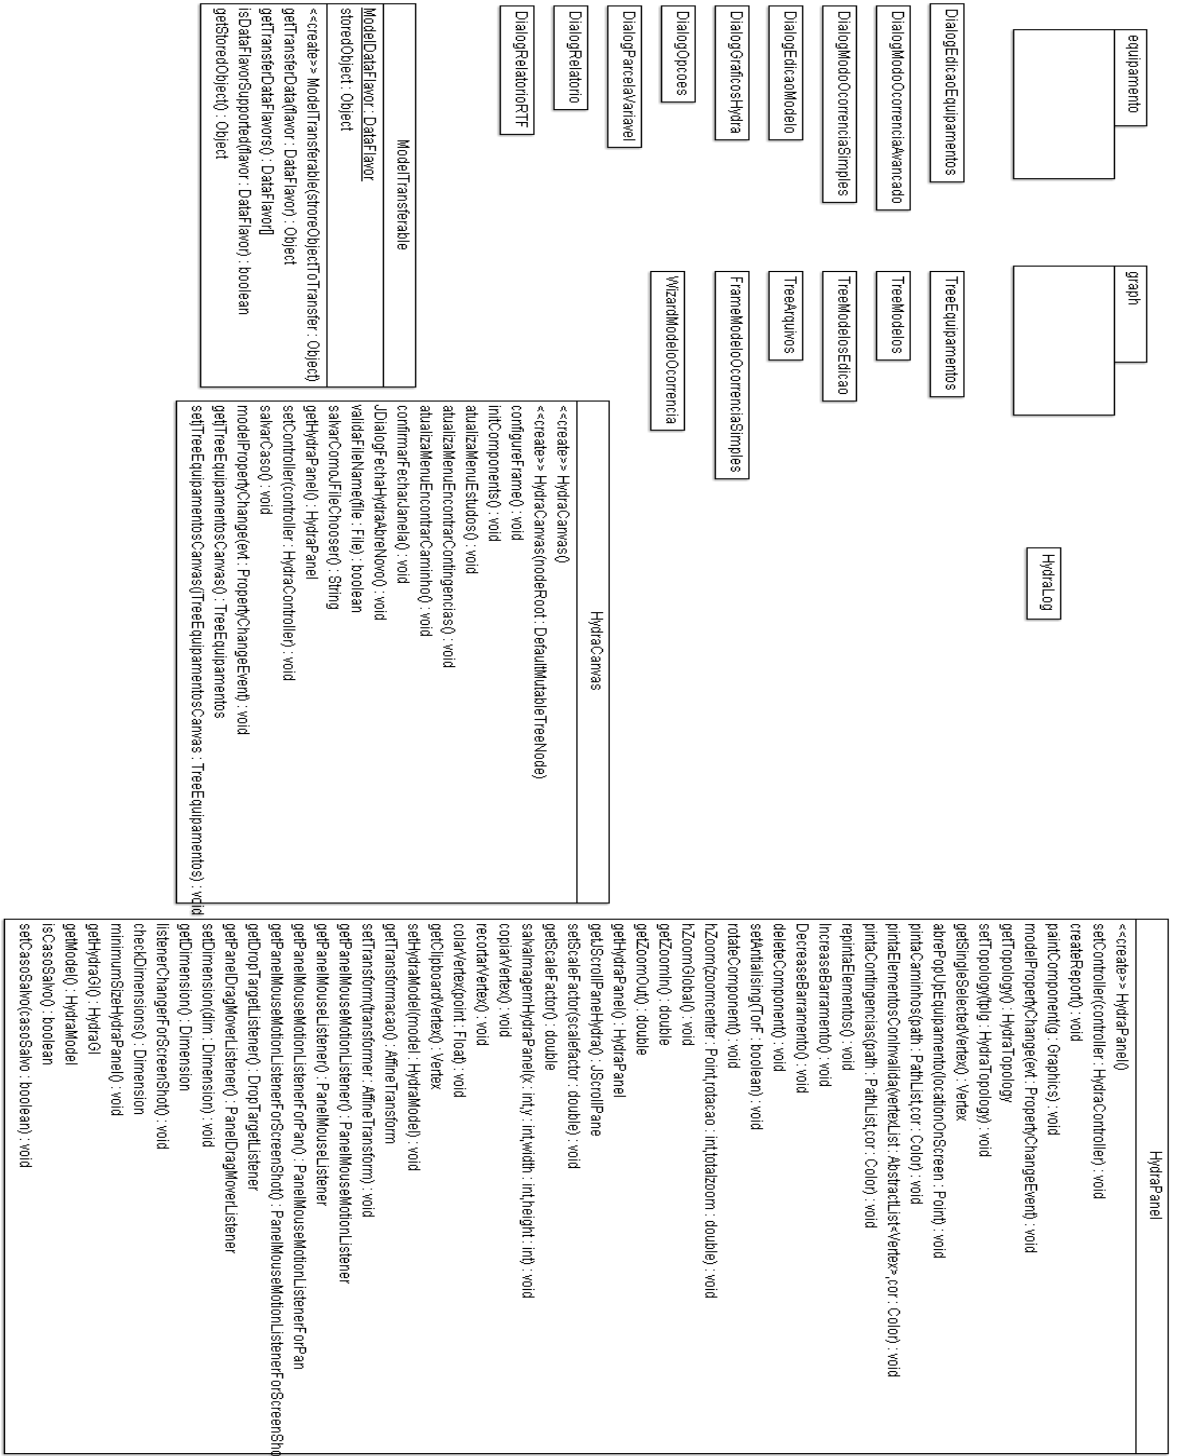 equipamento
graph
HydraLog
DialogEdicaoEquipamentos
TreeEquipamentos
DialogModoOcorrenciaAvancado
TreeModelos
DialogModoOcorrenciaSimples
TreeModelosEdicao
DialogEdicaoModelo
TreeArquivos
DialogGraficosHydra
FrameModeloOcorrenciaSimples
DialogOpcoes
WizardModeloOcorrencia
DialogParcelaVariavel
DialogRelatorio
DialogRelatorioRTF
ModelTransferable
ModelDataFlavor : DataFlavor
storedObject : Object
<<create>> ModelTransferable(stroreObjectToTransfer : Object)
getTransferData(flavor : DataFlavor) : Object
getTransferDataFlavors() : DataFlavor[]
isDataFlavorSupported(flavor : DataFlavor) : boolean
getStoredObject() : Object
HydraCanvas
<<create>> HydraCanvas()
<<create>> HydraCanvas(nodeRoot : DefaultMutableTreeNode)
configureFrame() : void
initComponents() : void
atualizaMenuEstudos() : void
atualizaMenuEncontrarContingencias() : void
atualizaMenuEncontrarCaminho() : void
confirmarFecharJanela() : void
JDialogFechaHydraAbreNovo() : void
validaFileName(file : File) : boolean
salvarComoJFileChooser() : String
getHydraPanel() : HydraPanel
setController(controller : HydraController) : void
salvarCaso() : void
modelPropertyChange(evt : PropertyChangeEvent) : void
getjTreeEquipamentosCanvas() : TreeEquipamentos
setjTreeEquipamentosCanvas(jTreeEquipamentosCanvas : TreeEquipamentos) : void
HydraPanel
<<create>> HydraPanel()
setController(controller : HydraController) : void
createReport() : void
paintComponent(g : Graphics) : void
modelPropertyChange(evt : PropertyChangeEvent) : void
getTopology() : HydraTopology
setTopology(tplg : HydraTopology) : void
getSingleSelectedVertex() : Vertex
abrePopUpEquipamento(locationOnScreen : Point) : void
pintaCaminhos(path : PathList,cor : Color) : void
pintaElementosConInvalida(vertexList : AbstractList<Vertex>,cor : Color) : void
pintaContingencias(path : PathList,cor : Color) : void
repintaElementos() : void
IncreaseBarramento() : void
DecreaseBarramento() : void
deleteComponent() : void
setAntialising(TorF : boolean) : void
rotateComponent() : void
hZoom(zoomcenter : Point,rotacao : int,totalzoom : double) : void
hZoomGlobal() : void
getZoomIn() : double
getZoomOut() : double
getHydraPanel() : HydraPanel
getJScrollPaneHydra() : JScrollPane
setScaleFactor(scalefactor : double) : void
getScaleFactor() : double
salvaImagemHydraPanel(x : int,y : int,width : int,height : int) : void
copiarVertex() : void
recortarVertex() : void
colarVertex(point : Float) : void
getClipboardVertex() : Vertex
setHydraModel(model : HydraModel) : void
getTransformacao() : AffineTransform
setTransform(transformer : AffineTransform) : void
getPanelMouseMotionListener() : PanelMouseMotionListener
getPanelMouseListener() : PanelMouseListener
getPanelMouseMotionListenerForPan() : PanelMouseMotionListenerForPan
getPanelMouseMotionListenerForScreenShot() : PanelMouseMotionListenerForScreenSho
getDropTargetListener() : DropTargetListener
getPanelDragMoverListener() : PanelDragMoverListener
setDimension(dim : Dimension) : void
getDimension() : Dimension
listenerChangerForScreenShot() : void
checkDimensions() : Dimension
minimumSizeHydraPanel() : void
getHydraGI() : HydraGI
getModel() : HydraModel
isCasoSalvo() : boolean
setCasoSalvo(casoSalvo : boolean) : void